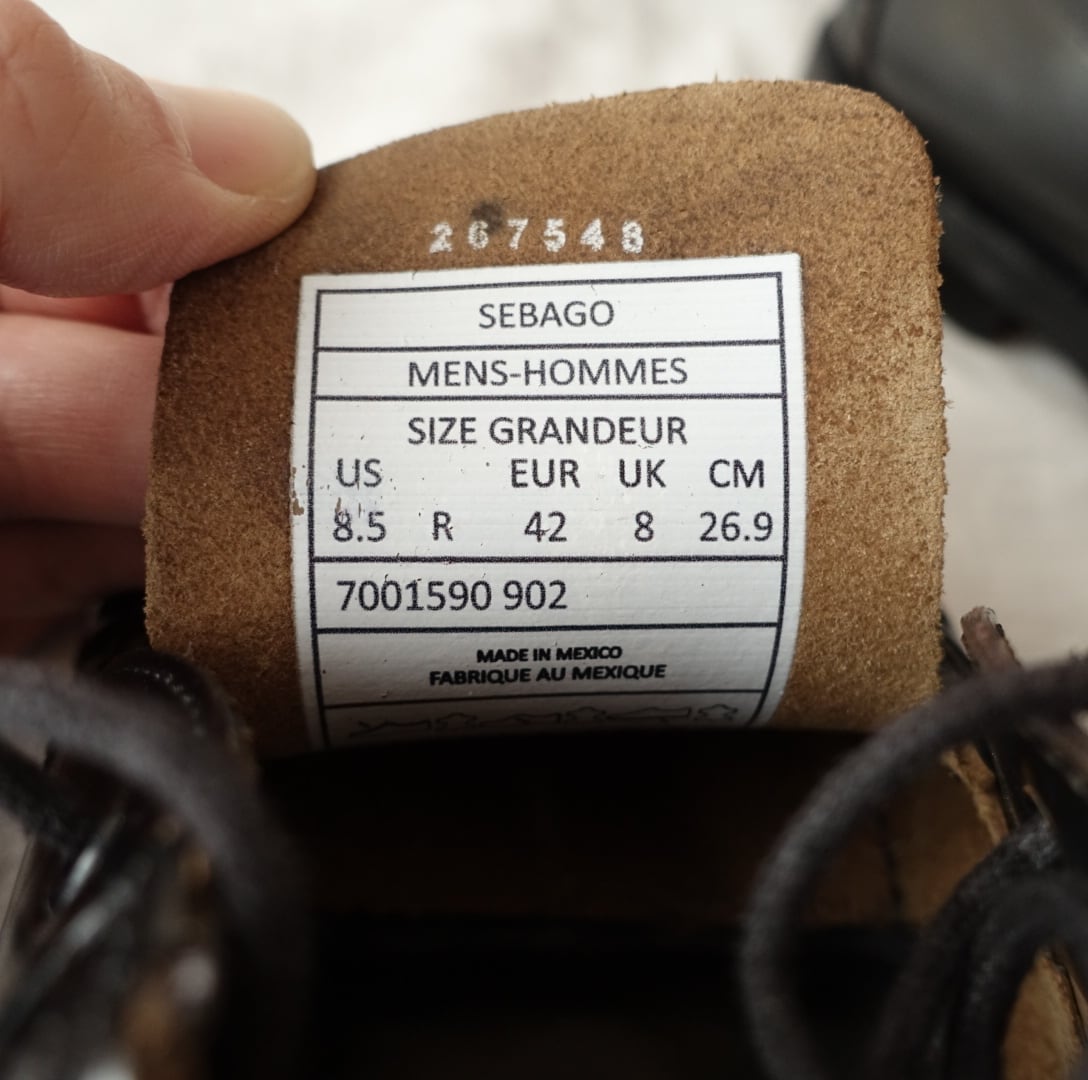 267548
SEBAGO
MENS-HOMMES
SIZE GRANDEUR
US EUR UK CM
8.5 R 42 8 26.9
7001590 902
MADE IN MEXICO
FABRIQUE AU MEXIQUE